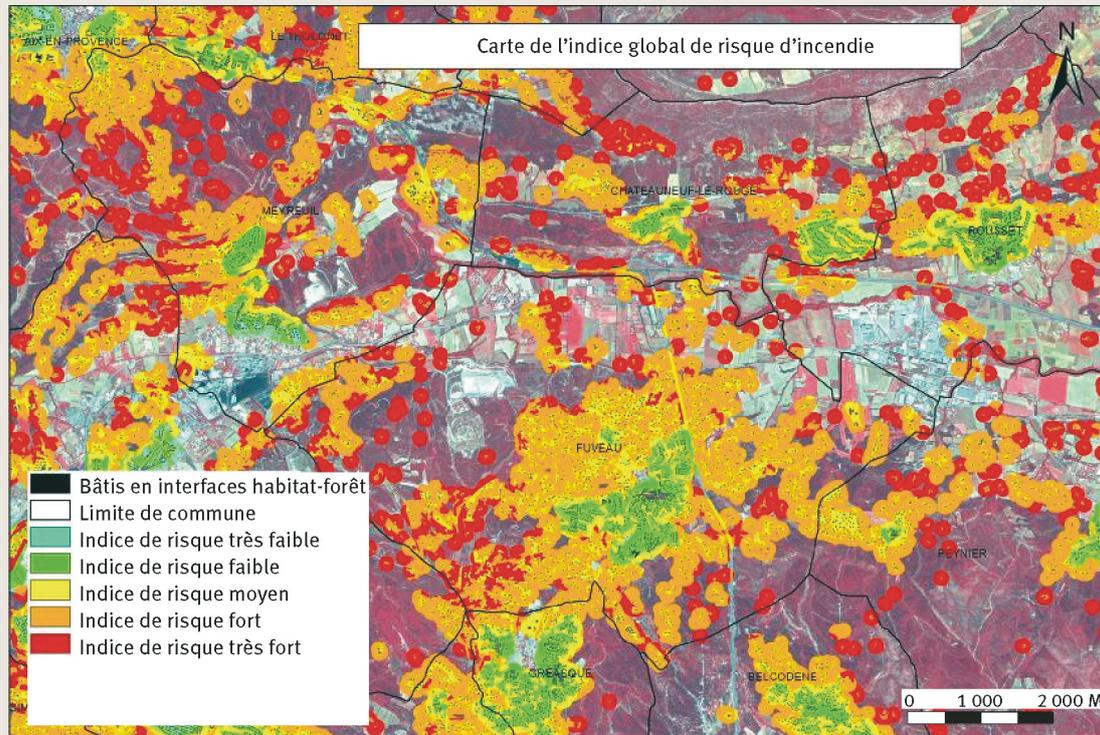 Carte de l'indice global de risque d'incendie
N
AIX-EN-PROVENCE
LE THOLONET
CHATEAUNEUF-LE-ROUGE
MEYREUIL
ROUSSET
FUVEAU
PEYNIER
GREASQUE
BELCODENE
Bâtis en interfaces habitat-forêt
Limite de commune
Indice de risque très faible
Indice de risque faible
Indice de risque moyen
Indice de risque fort
Indice de risque très fort
0 1 000 2 000 M